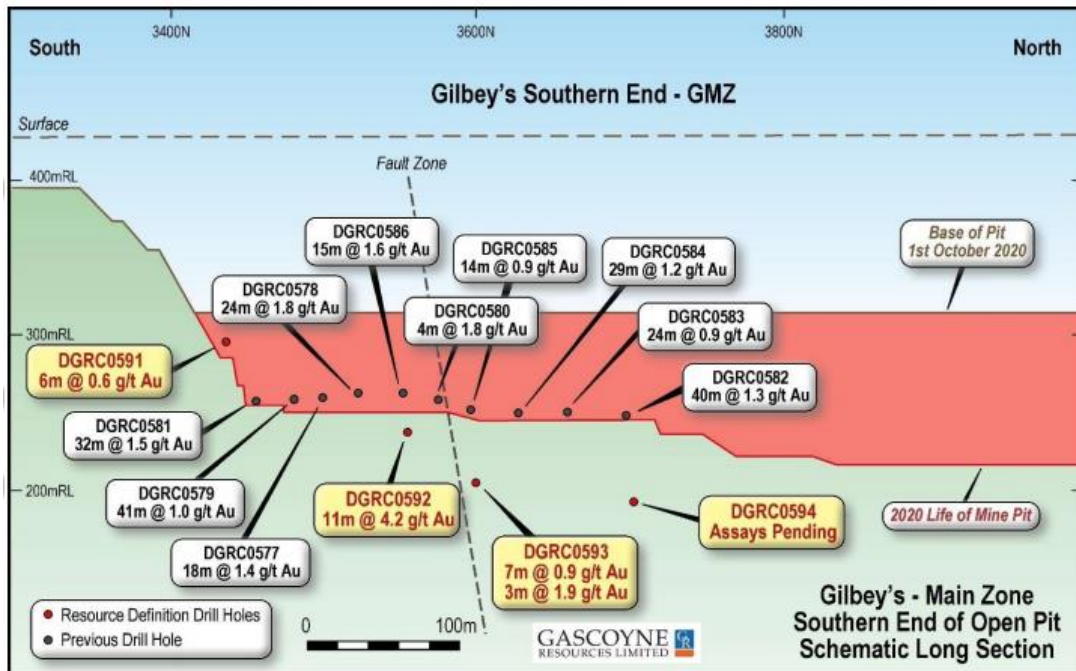 3400N
3600N
3800N
South
North
Gilbey's Southern End - GMZ
Surface
Fault Zone
400mRL
DGRC0586
15m @ 1.6 g/t Au
DGRC0585
14m @ 0.9 g/t Au
DGRC0584
29m @ 1.2 g/t Au
Base of Pit
1st October 2020
DGRC0578
24m @ 1.8 g/t Au
DGRC0580
4m @ 1.8 g/t Au
DGRC0583
24m @ 0.9 g/t Au
300mRL
DGRC0591
6m @ 0.6 g/t Au
DGRC0582
40m @ 1.3 g/t Au
DGRC0581
32m @ 1.5 g/t Au
DGRC0579
41m @ 1.0 g/t Au
200mRL
DGRC0592
11m @ 4.2 g/t Au
DGRC0594
Assays Pending
2020 Life of Mine Pit
DGRC0577
18m @ 1.4 g/t Au
DGRC0593
7m @ 0.9 g/t Au
3m @ 1.9 g/t Au
Resource Definition Drill Holes
Previous Drill Hole
0
100m
GASCOYNE
RESOURCES LIMITED
GR
Gilbey's - Main Zone
Southern End of Open Pit
Schematic Long Section